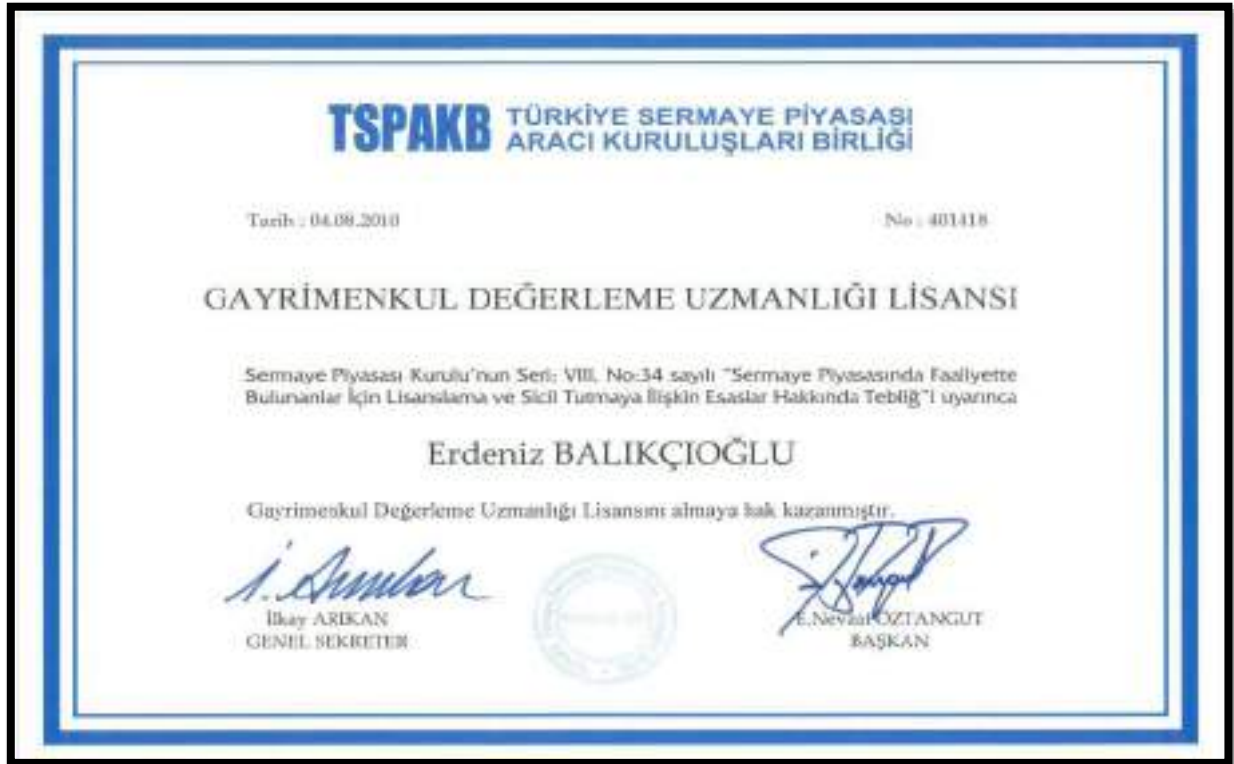 TSPAKB TÜRKİYE SERMAYE PİYASASI
ARACI KURULUŞLARI BİRLİĞİ
Tarih : 04.08.2010
No : 401418
GAYRİMENKUL DEĞERLEME UZMANLIĞI LİSANSI
Sermaye Piyasası Kurulu'nun Seri: VIII, No:34 sayılı "Sermaye Piyasasında Faaliyette
Bulunanlar İçin Lisanslama ve Sicil Tutmaya İlişkin Esaslar Hakkında Tebliğ"i uyarınca
Erdeniz BALIKÇIOĞLU
Gayrimenkul Değerleme Uzmanlığı Lisansını almaya hak kazanmıştır.
İlkay ARIKAN
GENEL SEKRETER
E.Nevzat ÖZTANGUT
BAŞKAN